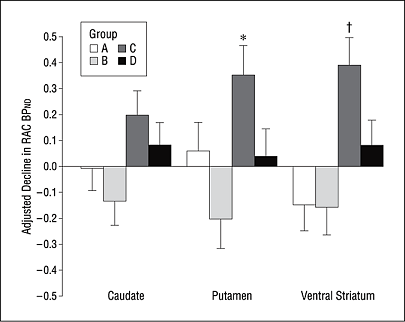 Group
A C
B D
* †
0.5
0.4
0.3
0.2
0.1
0.0
−0.1
−0.2
−0.3
−0.4
−0.5
Adjusted Decline in RAC BPND
Caudate Putamen Ventral Striatum